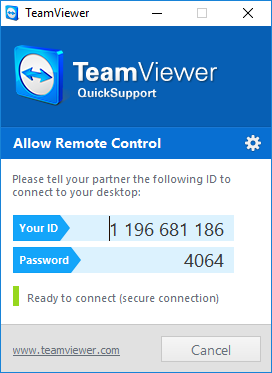 TeamViewer
TeamViewer
QuickSupport
Allow Remote Control
Please tell your partner the following ID to
connect to your desktop:
Your ID 1 196 681 186
Password 4064
Ready to connect (secure connection)
www.teamviewer.com Cancel